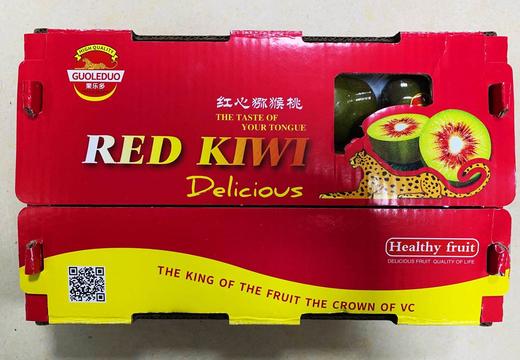 HIGH QUALITY
GUOLEDUO
果乐多
红心猕猴桃
THE TASTE OF
YOUR TONGUE
RED KIWI
Delicious
Healthy fruit
DELICIOUS FRUIT QUALITY OF LIFE
THE KING OF THE FRUIT THE CROWN OF VC